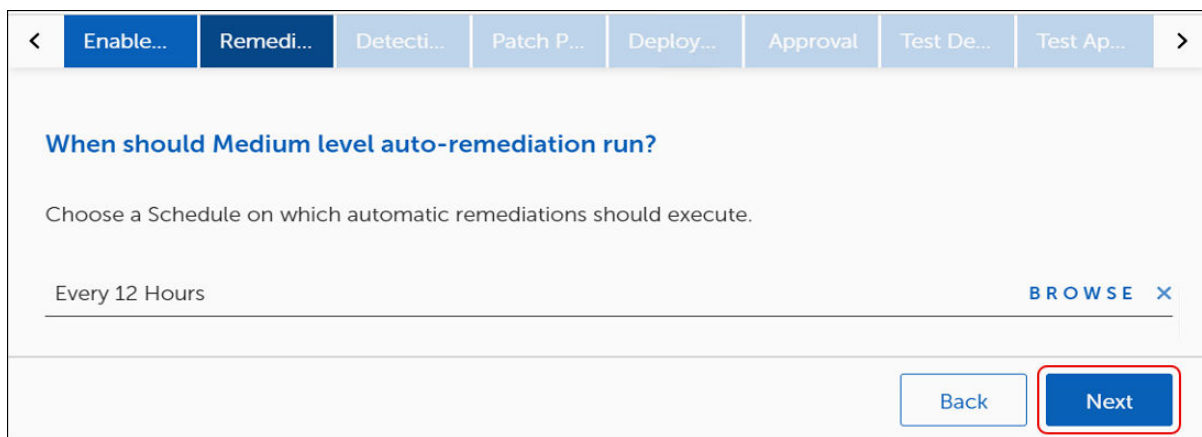 Enable... Remedi... Detecti... Patch P... Deploy... Approval Test De... Test Ap...
When should Medium level auto-remediation run?
Choose a Schedule on which automatic remediations should execute.
Every 12 Hours BROWSE ×
Back Next